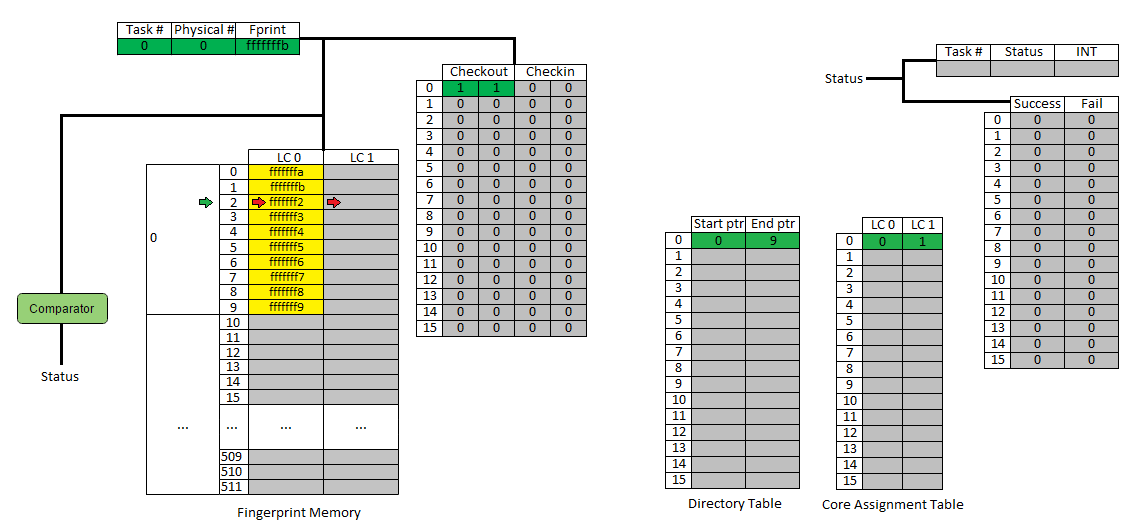 Task # Physical # Fprint
0 0 fffffffb
Task # Status INT
Status
Checkout Checkin
0 1 1 0 0
1 0 0 0 0
2 0 0 0 0
3 0 0 0 0
4 0 0 0 0
5 0 0 0 0
6 0 0 0 0
7 0 0 0 0
8 0 0 0 0
9 0 0 0 0
10 0 0 0 0
11 0 0 0 0
12 0 0 0 0
13 0 0 0 0
14 0 0 0 0
15 0 0 0 0
Success Fail
0 0 0
1 0 0
2 0 0
3 0 0
4 0 0
5 0 0
6 0 0
7 0 0
8 0 0
9 0 0
10 0 0
11 0 0
12 0 0
13 0 0
14 0 0
15 0 0
LC 0 LC 1
0 fffffffa
1 fffffffb
2 fffffff2
3 fffffff3
0
4 fffffff4
5 fffffff5
6 fffffff6
7 fffffff7
8 fffffff8
9 fffffff9
10
11
12
13
14
15
... ... ... ...
509
510
511
Fingerprint Memory
Comparator
Status
Start ptr End ptr
0 0 9
1
2
3
4
5
6
7
8
9
10
11
12
13
14
15
Directory Table
LC 0 LC 1
0 0 1
1
2
3
4
5
6
7
8
9
10
11
12
13
14
15
Core Assignment Table